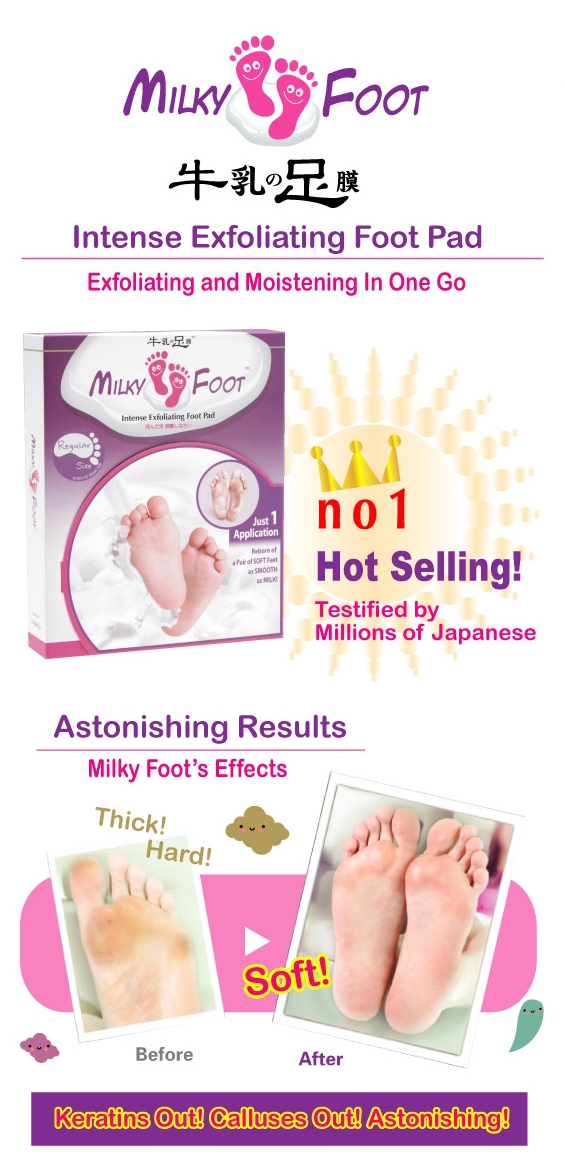 MILKY FOOT
牛乳の足膜
Intense Exfoliating Foot Pad
Exfoliating and Moistening In One Go
牛乳の足膜
MILKY FOOT™
Intense Exfoliating Foot Pad
Regular
Size
Just 1
Application
Reborn of
a Pair of SOFT Feet
as SMOOTH
as MILK!
MILKY FOOT
no1
Hot Selling!
Testified by
Millions of Japanese
Astonishing Results
Milky Foot's Effects
Thick!
Hard!
Soft!
Before
After
Keratins Out! Calluses Out! Astonishing!